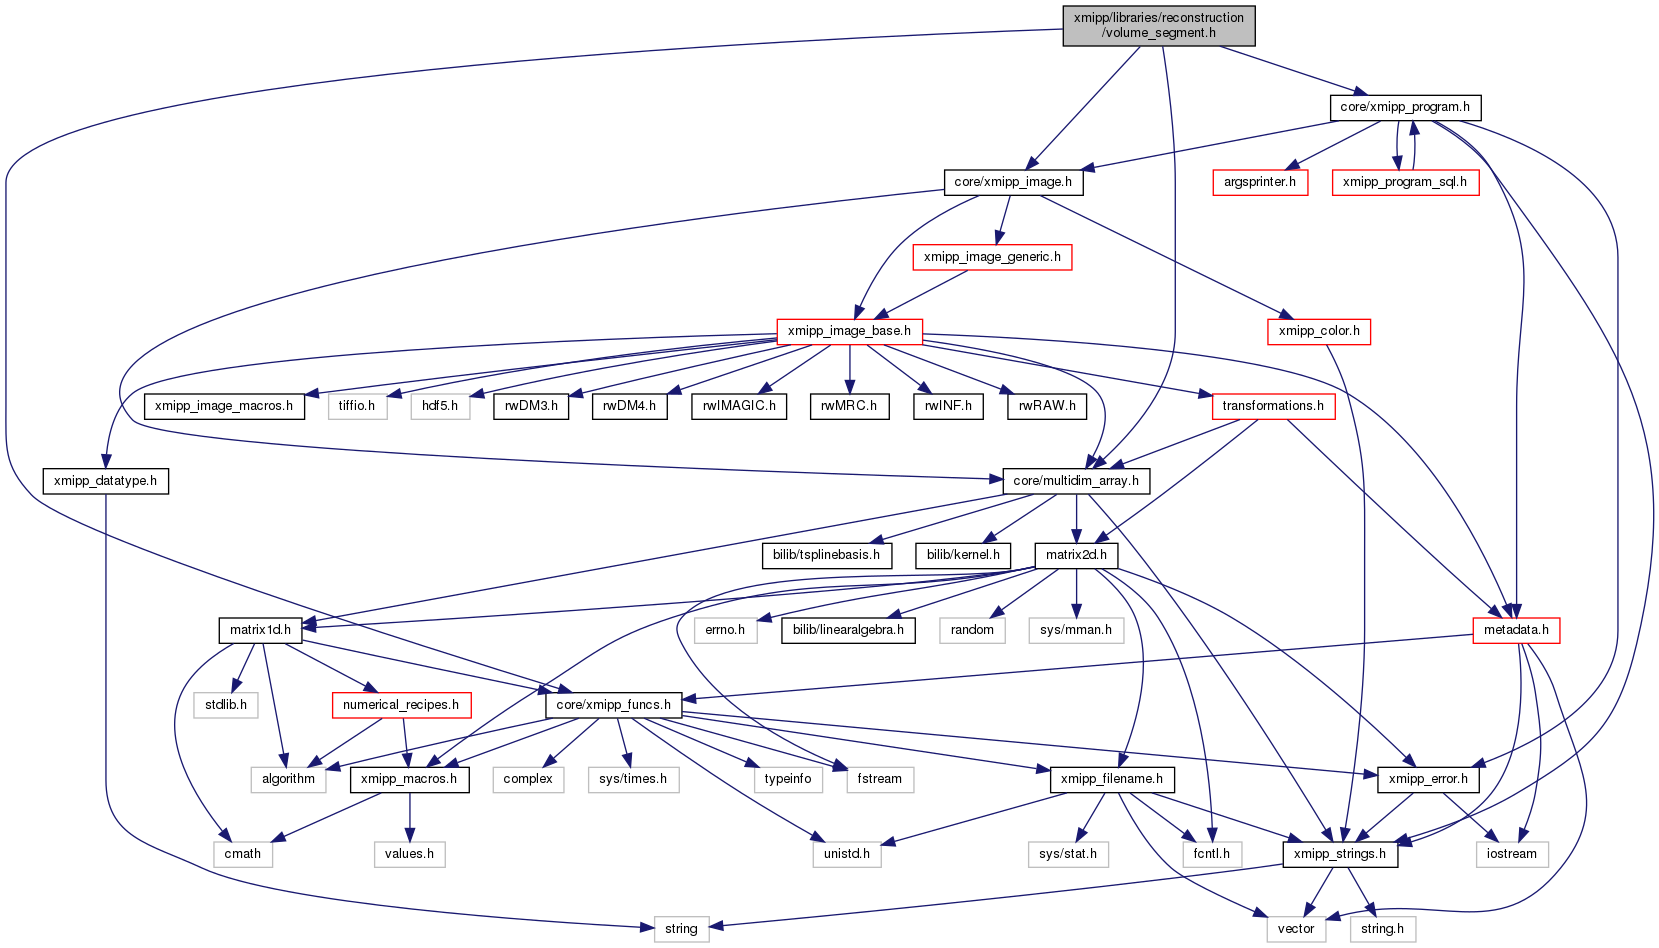 xmipp/libraries/reconstruction
/volume_segment.h
core/xmipp_program.h
core/xmipp_image.h
argsprinter.h
xmipp_program_sql.h
xmipp_image_generic.h
xmipp_image_base.h
xmipp_color.h
xmipp_image_macros.h
tiffio.h
hdf5.h
rwDM3.h
rwDM4.h
rwIMAGIC.h
rwMRC.h
rwINF.h
rwRAW.h
transformations.h
xmipp_datatype.h
core/multidim_array.h
bilib/tsplinebasis.h
bilib/kernel.h
matrix2d.h
matrix1d.h
errno.h
bilib/linearalgebra.h
random
sys/mman.h
metadata.h
stdlib.h
numerical_recipes.h
core/xmipp_funcs.h
algorithm
xmipp_macros.h
complex
sys/times.h
typeinfo
fstream
xmipp_filename.h
xmipp_error.h
cmath
values.h
unistd.h
sys/stat.h
fcntl.h
xmipp_strings.h
iostream
string
vector
string.h